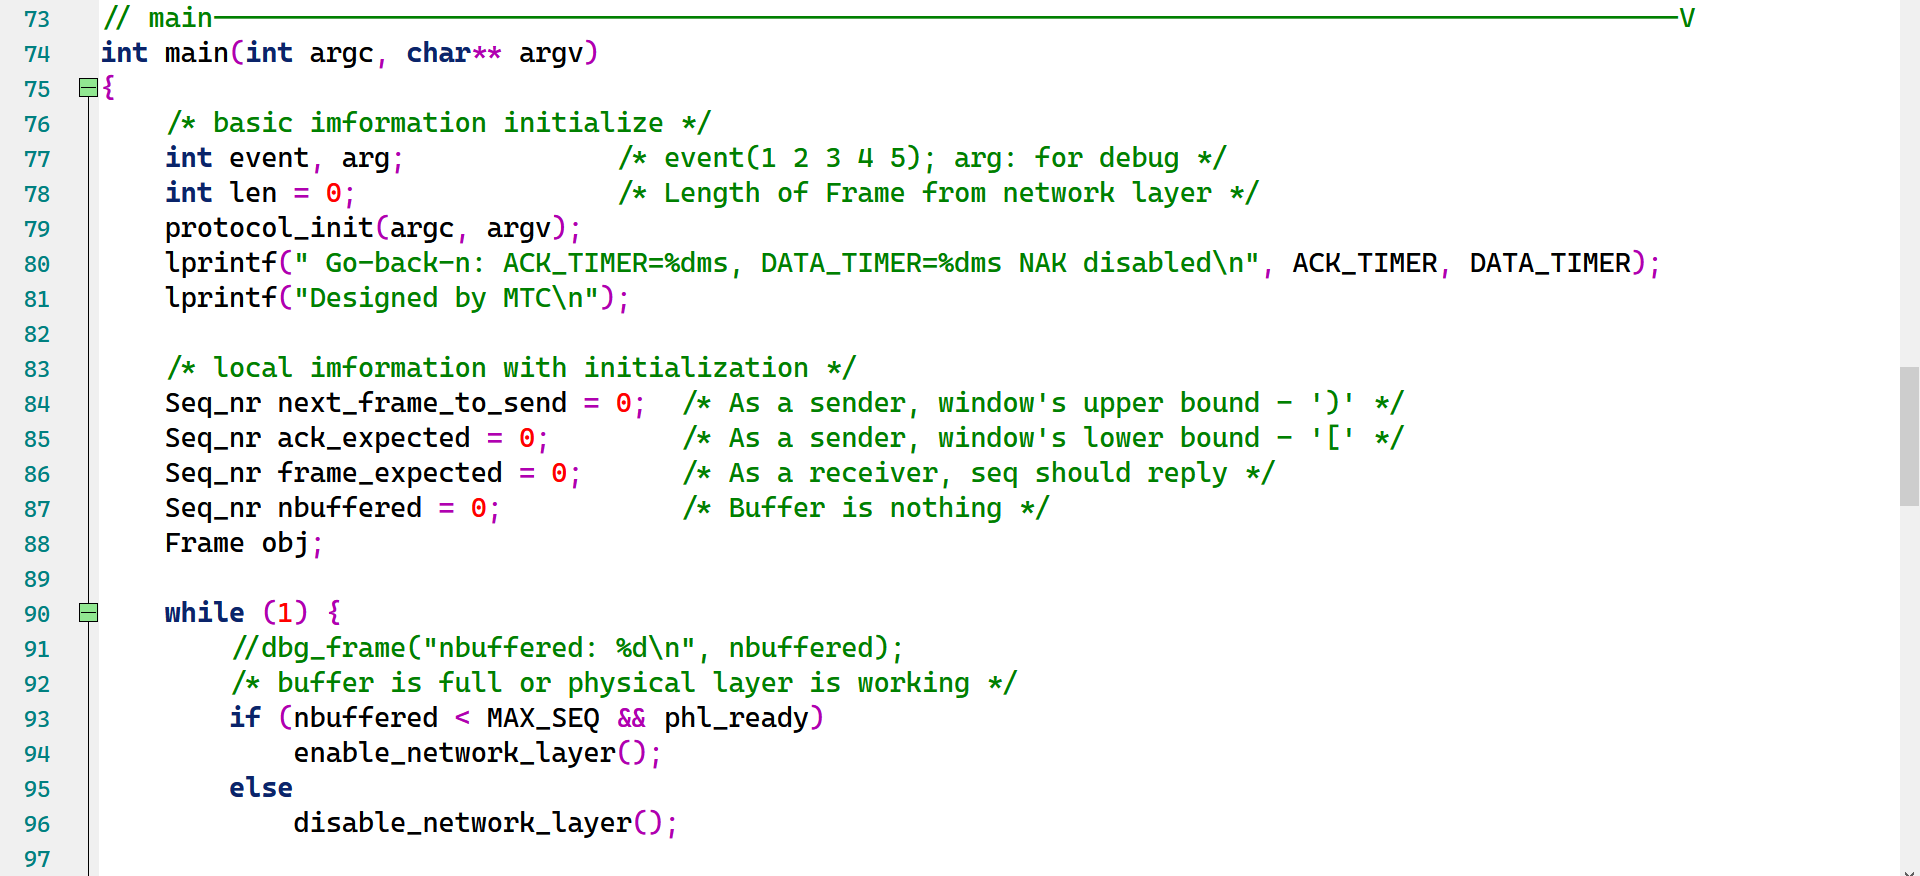 73 // main——————————————————————————————————————————————————————————————————————————————————————————V
74 int main(int argc, char** argv)
75 {
76 /* basic imformation initialize */
77 int event, arg; /* event(1 2 3 4 5); arg: for debug */
78 int len = 0; /* Length of Frame from network layer */
79 protocol_init(argc, argv);
80 lprintf(" Go-back-n: ACK_TIMER=%dms, DATA_TIMER=%dms NAK disabled\n", ACK_TIMER, DATA_TIMER);
81 lprintf("Designed by MTC\n");
82
83 /* local imformation with initialization */
84 Seq_nr next_frame_to_send = 0; /* As a sender, window's upper bound - ')' */
85 Seq_nr ack_expected = 0; /* As a sender, window's lower bound - '[' */
86 Seq_nr frame_expected = 0; /* As a receiver, seq should reply */
87 Seq_nr nbuffered = 0; /* Buffer is nothing */
88 Frame obj;
89
90 while (1) {
91 //dbg_frame("nbuffered: %d\n", nbuffered);
92 /* buffer is full or physical layer is working */
93 if (nbuffered < MAX_SEQ && phl_ready)
94 enable_network_layer();
95 else
96 disable_network_layer();
97